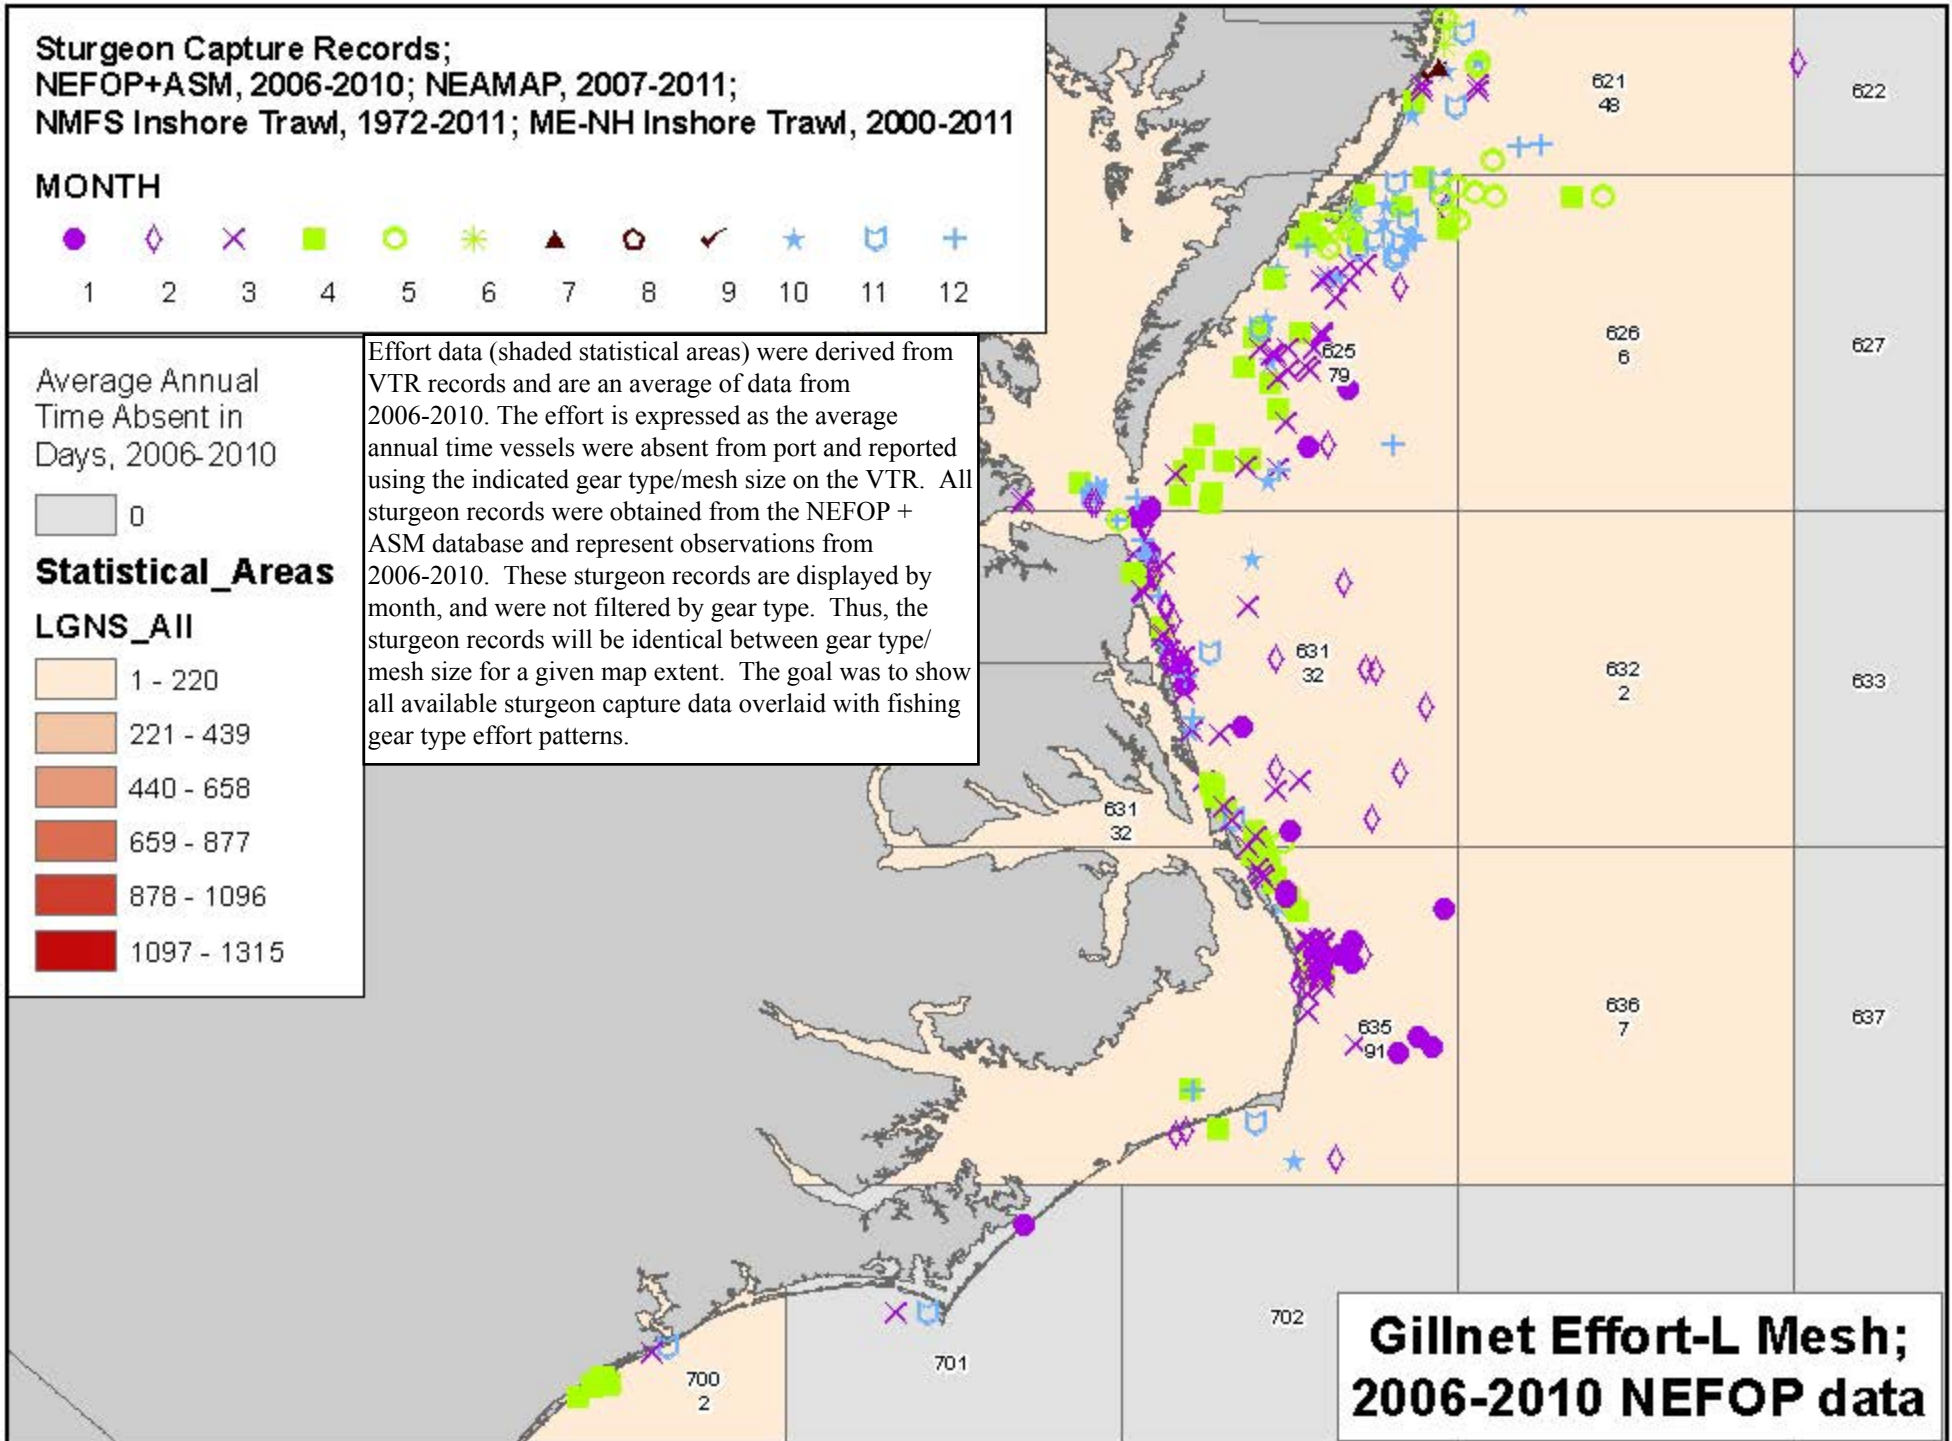 Sturgeon Capture Records;
NEFOP+ASM, 2006-2010; NEAMAP, 2007-2011;
NMFS Inshore Trawl, 1972-2011; ME-NH Inshore Trawl, 2000-2011
MONTH
1 2 3 4 5 6 7 8 9 10 11 12
Average Annual
Time Absent in
Days, 2006-2010
0
Statistical_Areas
LGNS_All
1 - 220
221 - 439
440 - 658
659 - 877
878 - 1096
1097 - 1315
Effort data (shaded statistical areas) were derived from
VTR records and are an average of data from
2006-2010. The effort is expressed as the average
annual time vessels were absent from port and reported
using the indicated gear type/mesh size on the VTR.  All
sturgeon records were obtained from the NEFOP +
ASM database and represent observations from
2006-2010.  These sturgeon records are displayed by
month, and were not filtered by gear type.  Thus, the
sturgeon records will be identical between gear type/
mesh size for a given map extent.  The goal was to show
all available sturgeon capture data overlaid with fishing
gear type effort patterns.
621
48
622
625
79
626
6
627
631
32
632
2
633
631
32
635
91
636
7
637
700
2
701
702
Gillnet Effort-L Mesh;
2006-2010 NEFOP data